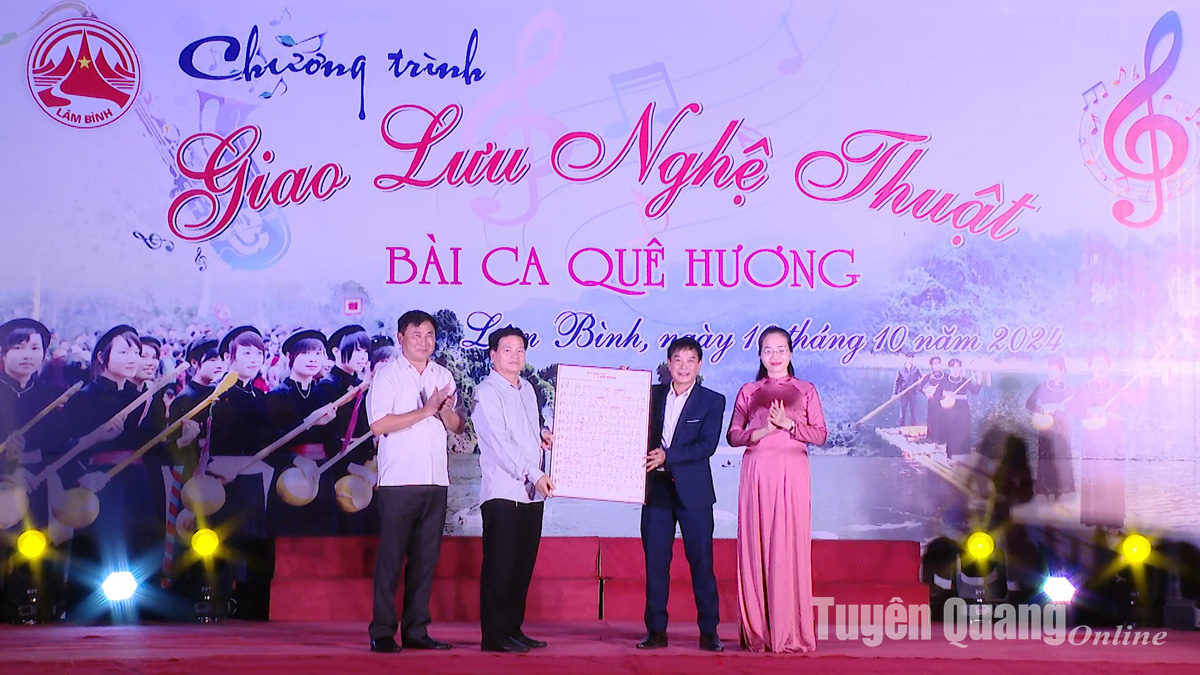 LÂM BÌNH
Chương trình
Giao Lưu Nghệ Thuật
BÀI CA QUÊ HƯƠNG
Lâm Bình, ngày tháng 10 năm 2024
Tuyên Quang Online